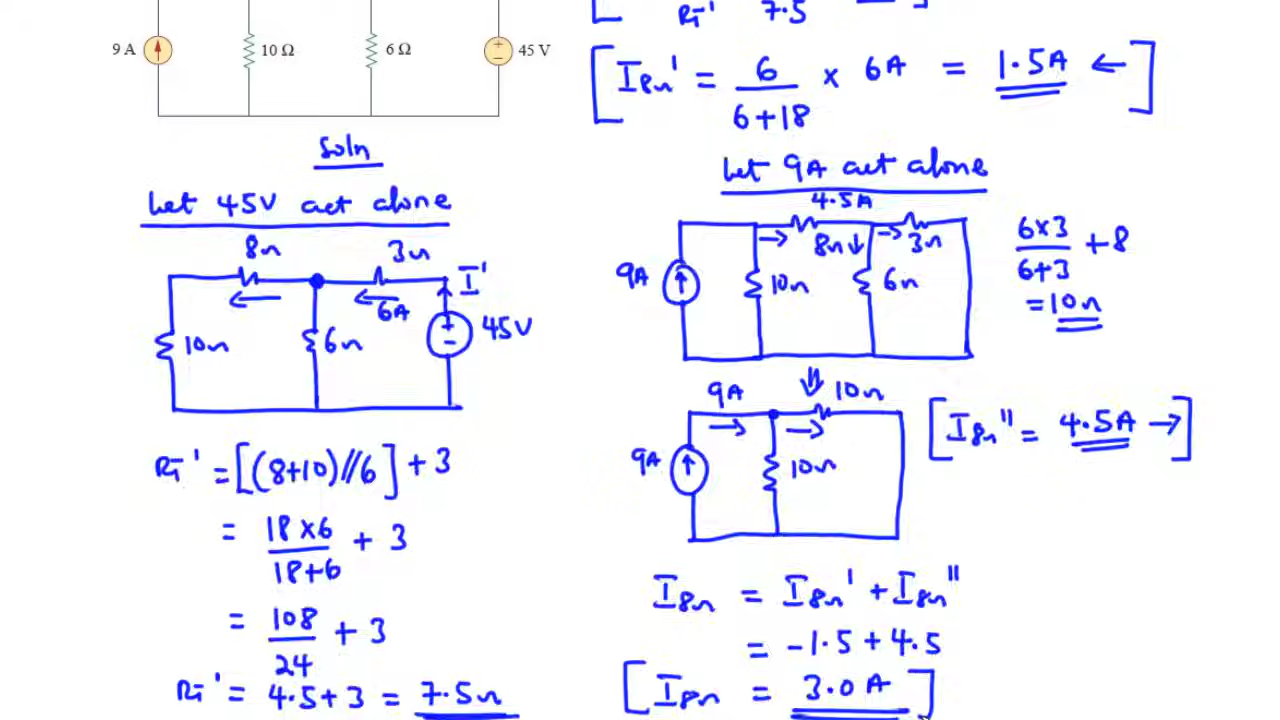 9 A
10 Ω
6 Ω
+
−
45 V
Soln
Let 45V act alone
8Ω
3Ω
I'
6A
10Ω
6Ω
+
-
45V
RT' = [(8+10)//6] + 3
= 18×6/18+6 + 3
= 108/24 + 3
RT' = 4.5+3 = 7.5Ω
RT' 7.5
[I8Ω' = 6/6+18 × 6A = 1.5A ←]
Let 9A act alone
4.5A
8Ω
3Ω
9A
10Ω
6Ω
6×3/6+3 + 8
= 10Ω
9A
10Ω
9A
10Ω
[I8Ω" = 4.5A →]
I8Ω = I8Ω' + I8Ω"
= -1.5 + 4.5
[I8Ω = 3.0A]